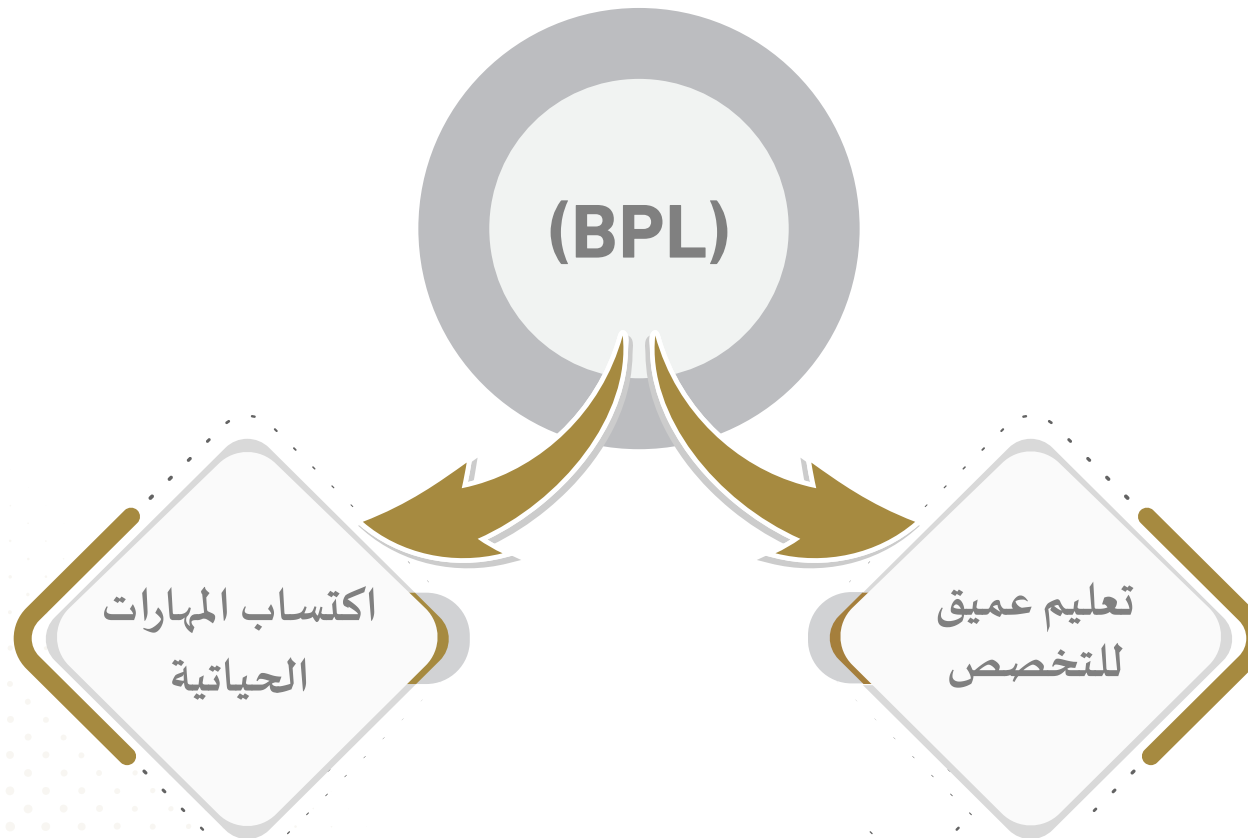 (BPL)
تعليم عميق
للتخصص
اكتساب المهارات
الحياتية